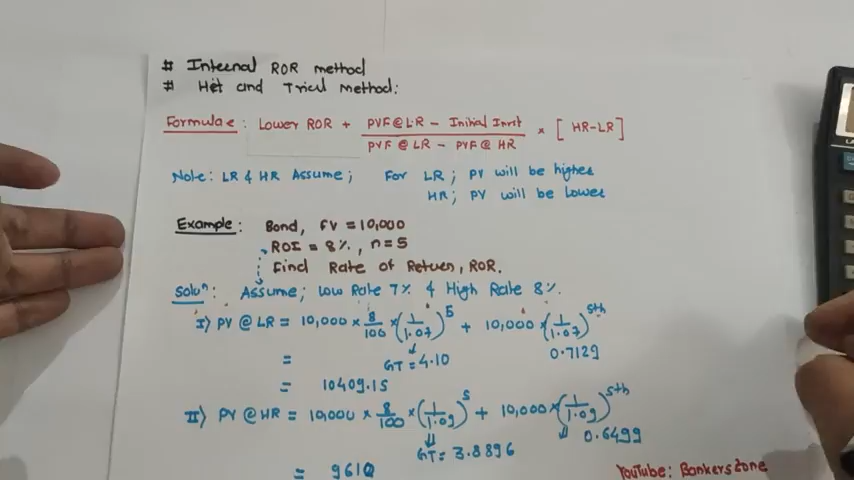 # Internal ROR method
# Hit and Trial Method:
Formulae: Lower ROR + PVF@LR - Initial Invst / PVF @ LR - PVF @ HR × [HR-LR]
Note: LR & HR Assume; For LR; PV will be higher
HR; PV will be lower
Example: Bond, FV = 10,000
ROI = 8%, n=5
Find Rate of Return, ROR.
Soluⁿ: Assume; Low Rate 7% & High Rate 8%.
I) PV @ LR = 10,000 × 8/100 × (1/1.07)^5 + 10,000 × (1/1.07)^5th
= GT = 4.10 0.7129
= 10409.15
II) PV @ HR = 10,000 × 8/100 × (1/1.09)^5 + 10,000 × (1/1.09)^5th
GT = 3.8896 0.6499
= 9610
YouTube: Bankers zone